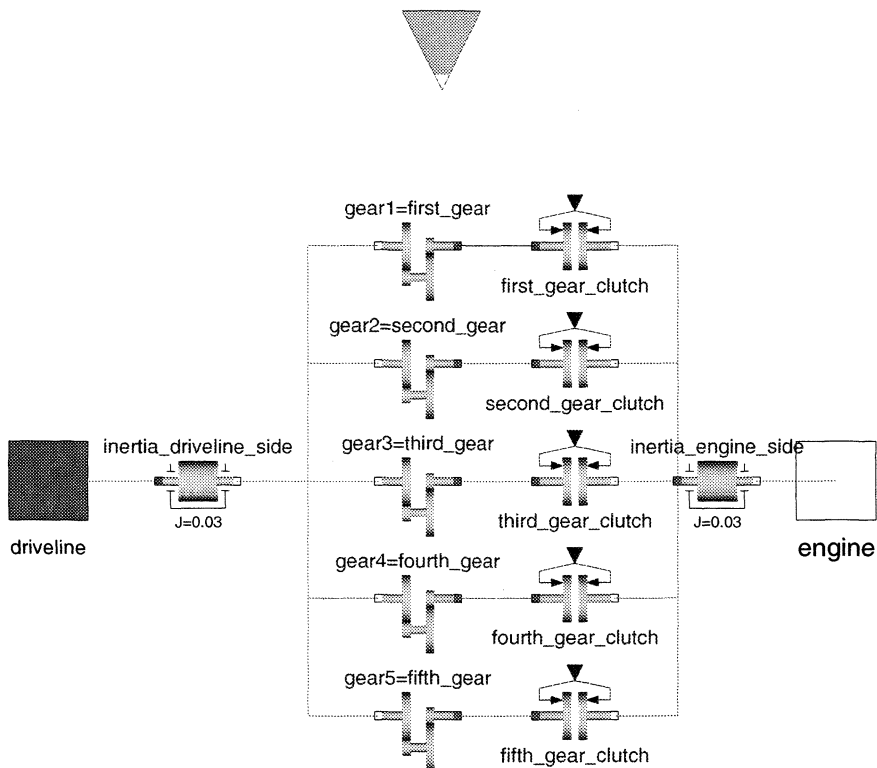 gear1=first_gear
first_gear_clutch
gear2=second_gear
second_gear_clutch
inertia_driveline_side
gear3=third_gear
inertia_engine_side
J=0.03
third_gear_clutch
J=0.03
driveline
engine
gear4=fourth_gear
fourth_gear_clutch
gear5=fifth_gear
fifth_gear_clutch